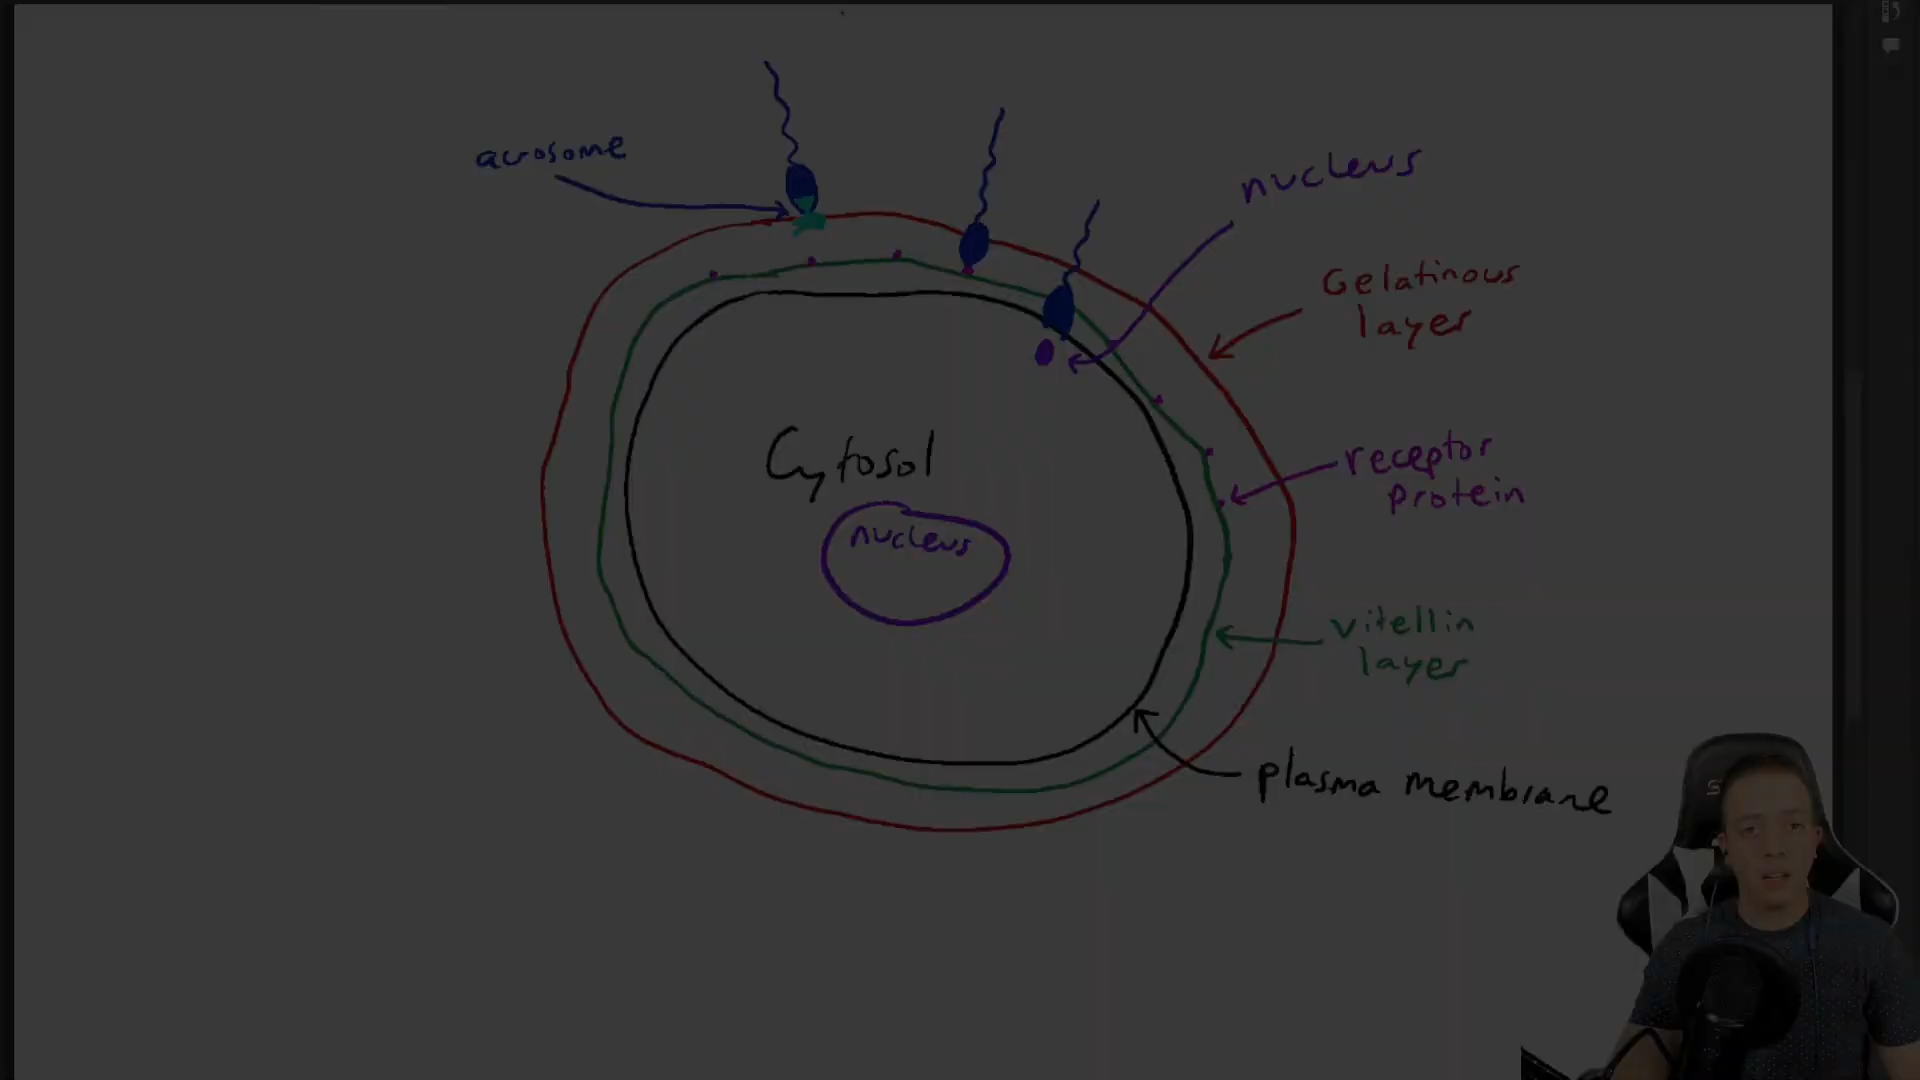 acrosome
nucleus
Gelatinous
layer
receptor
protein
Cytosol
nucleus
vitellin
layer
plasma membrane
S